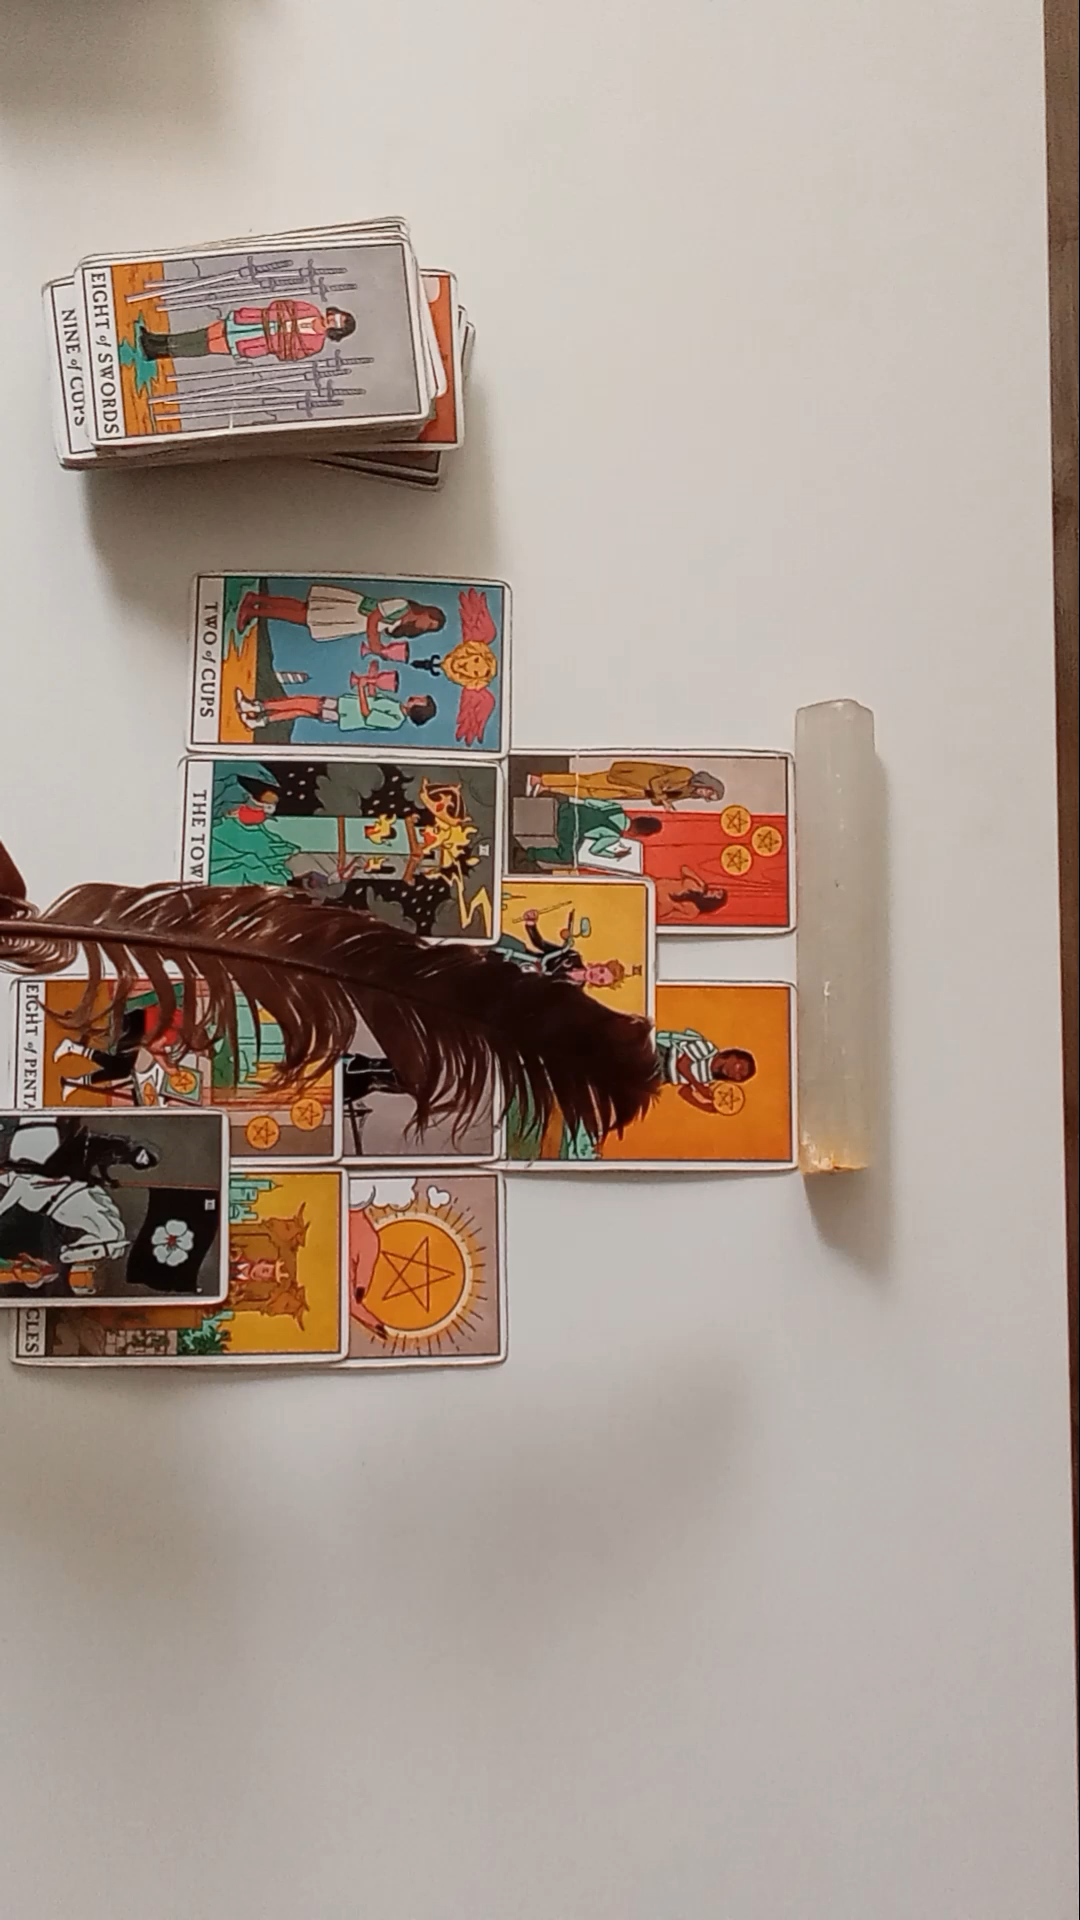 EIGHT of SWORDS
NINE of CUPS
TWO of CUPS
THE TOW
EIGHT of PENTA
CLES